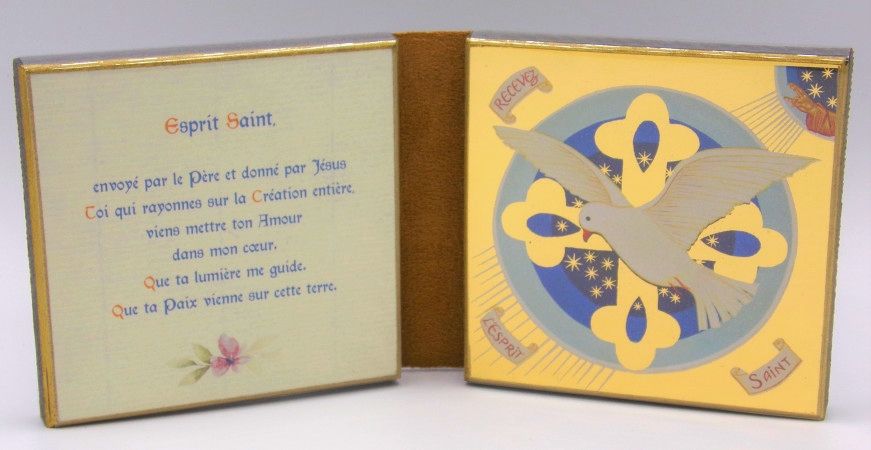 Esprit Saint,
envoyé par le Père et donné par Jésus
Toi qui rayonnes sur la Création entière,
viens mettre ton Amour
dans mon cœur.
Que ta lumière me guide.
Que ta Paix vienne sur cette terre.
RECEVEZ
L'ESPRIT
SAINT